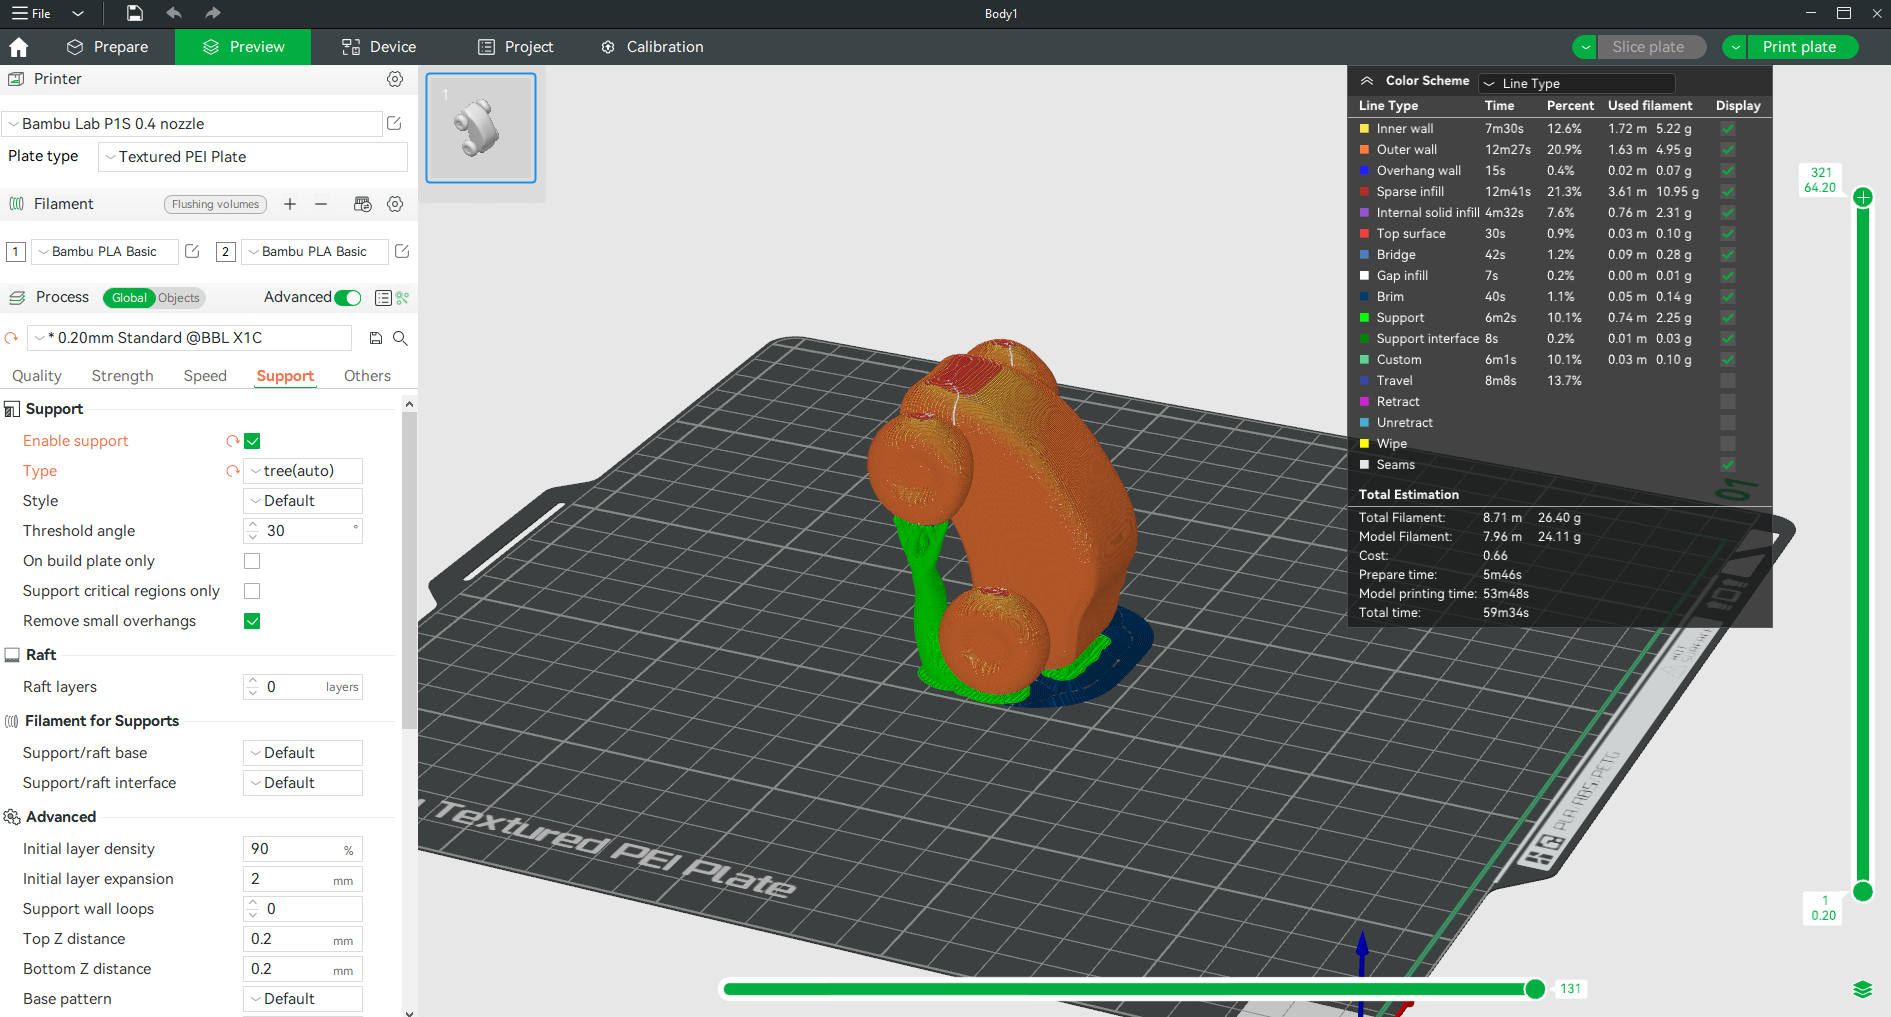 File
Body1
Prepare
Preview
Device
Project
Calibration
Slice plate
Print plate
Printer
Bambu Lab P1S 0.4 nozzle
Plate type
Textured PEI Plate
Filament
Flushing volumes
1
Bambu PLA Basic
2
Bambu PLA Basic
Process
Global
Objects
Advanced
* 0.20mm Standard @BBL X1C
Quality
Strength
Speed
Support
Others
Support
Enable support
Type
tree(auto)
Style
Default
Threshold angle
30 °
On build plate only
Support critical regions only
Remove small overhangs
Raft
Raft layers
0 layers
Filament for Supports
Support/raft base
Default
Support/raft interface
Default
Advanced
Initial layer density
90 %
Initial layer expansion
2 mm
Support wall loops
0
Top Z distance
0.2 mm
Bottom Z distance
0.2 mm
Base pattern
Default
1
Textured PEI Plate
01
PLA/ABS/PETG
Color Scheme
Line Type
Line Type Time Percent Used filament Display
Inner wall 7m30s 12.6% 1.72 m 5.22 g
Outer wall 12m27s 20.9% 1.63 m 4.95 g
Overhang wall 15s 0.4% 0.02 m 0.07 g
Sparse infill 12m41s 21.3% 3.61 m 10.95 g
Internal solid infill 4m32s 7.6% 0.76 m 2.31 g
Top surface 30s 0.9% 0.03 m 0.10 g
Bridge 42s 1.2% 0.09 m 0.28 g
Gap infill 7s 0.2% 0.00 m 0.01 g
Brim 40s 1.1% 0.05 m 0.14 g
Support 6m2s 10.1% 0.74 m 2.25 g
Support interface 8s 0.2% 0.01 m 0.03 g
Custom 6m1s 10.1% 0.03 m 0.10 g
Travel 8m8s 13.7%
Retract
Unretract
Wipe
Seams
Total Estimation
Total Filament: 8.71 m 26.40 g
Model Filament: 7.96 m 24.11 g
Cost: 0.66
Prepare time: 5m46s
Model printing time: 53m48s
Total time: 59m34s
321
64.20
1
0.20
131